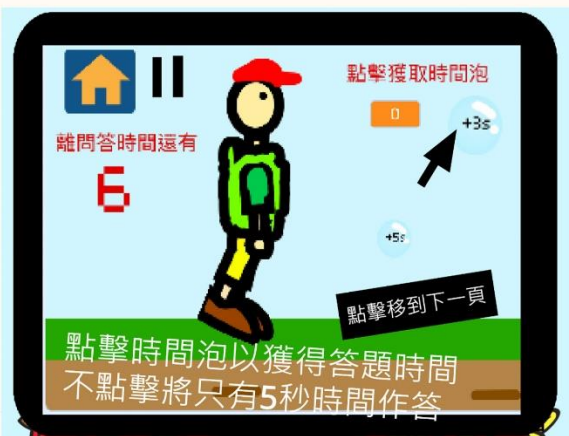 點擊獲取時間泡
0
+3s
離問答時間還有
6
+5s
點擊移到下一頁
點擊時間泡以獲得答題時間
不點擊將只有5秒時間作答